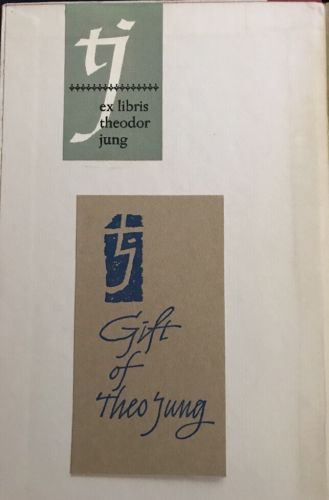 tj
ex libris
theodor
jung
tj
Gift
of
Theo Jung